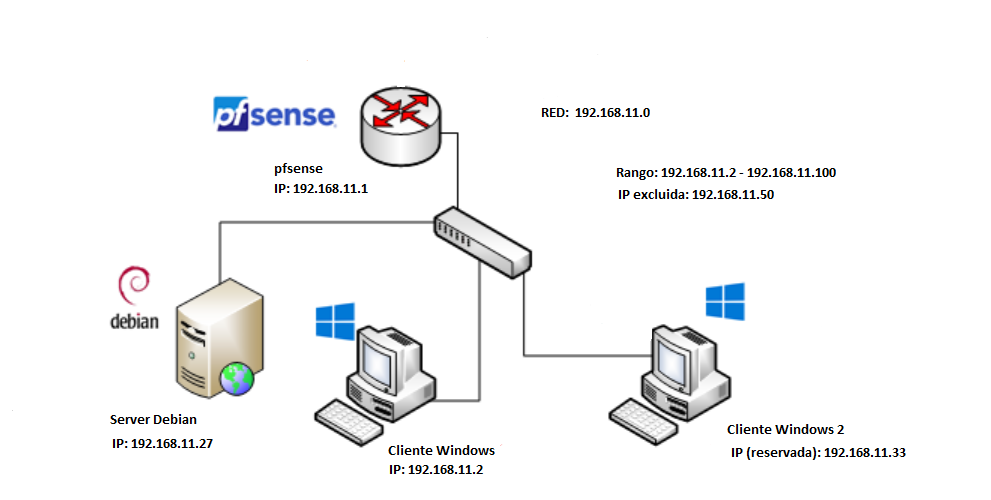 pfsense
pfsense
IP: 192.168.11.1
RED: 192.168.11.0
Rango: 192.168.11.2 - 192.168.11.100
IP excluida: 192.168.11.50
debian
Server Debian
IP: 192.168.11.27
Cliente Windows
IP: 192.168.11.2
Cliente Windows 2
IP (reservada): 192.168.11.33